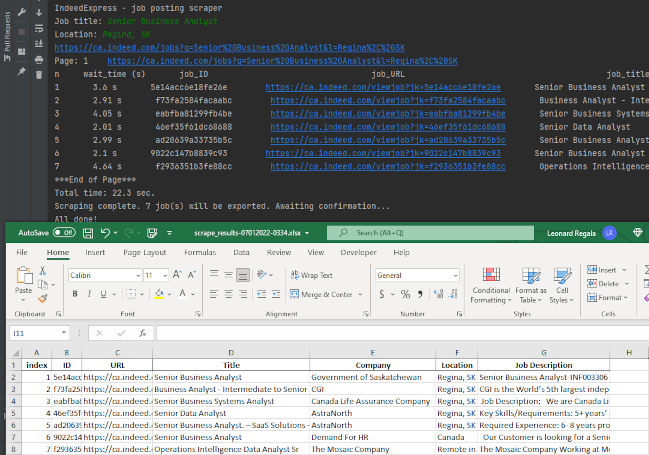 IndeedExpress - job posting scraper
Job title: Senior Business Analyst
Location: Regina, SK
https://ca.indeed.com/jobs?q=Senior%20Business%20Analyst&l=Regina%2C%20SK
Page: 1 https://ca.indeed.com/jobs?q=Senior%20Business%20Analyst&l=Regina%2C%20SK
n wait_time (s) job_ID job_URL job_title
1 3.6 s 5e14acc6e18fe26e https://ca.indeed.com/viewjob?jk=5e14acc6e18fe26e Senior Business Analyst
2 2.91 s f73fa2584facaabc https://ca.indeed.com/viewjob?jk=f73fa2584facaabc Business Analyst - Inte
3 4.05 s eabfba81299fb4be https://ca.indeed.com/viewjob?jk=eabfba81299fb4be Senior Business Systems
4 2.01 s 46ef35f61dc68688 https://ca.indeed.com/viewjob?jk=46ef35f61dc68688 Senior Data Analyst
5 2.99 s ad20639a33735b5c https://ca.indeed.com/viewjob?jk=ad20639a33735b5c Senior Business Analyst
6 2.1 s 9022c147b8839c93 https://ca.indeed.com/viewjob?jk=9022c147b8839c93 Senior Business Analyst
7 4.64 s f2936351b3fe88cc https://ca.indeed.com/viewjob?jk=f2936351b3fe88cc Operations Intelligence
***End of Page***
Total time: 22.3 sec.
Scraping complete. 7 job(s) will be exported. Awaiting confirmation...
All done!
Pull Requests
AutoSave Off scrape_results-07012022-0334.xlsx Search (Alt+Q) Leonard Regala LR
File Home Insert Page Layout Formulas Data Review View Developer Help
Paste Calibri 11 A A ab Wrap Text General Conditional Format as Cell Insert
B I U A Merge & Center $ % 9 Formatting Table Styles Delete
Format
Clipboard Font Alignment Number Styles Cells
I11 fx
A B C D E F G H
1 index ID URL Title Company Location Job Description
2 1 5e14acc https://ca.indeed. Senior Business Analyst Government of Saskatchewan Regina, SK Senior Business Analyst-INF003306
3 2 f73fa258 https://ca.indeed. Business Analyst - Intermediate to Senior CGI Regina, SK CGI is the World's 5th largest indep
4 3 eabfba8 https://ca.indeed. Senior Business Systems Analyst Canada Life Assurance Company Regina, SK Job Description: We are Canada Li
5 4 46ef35f https://ca.indeed. Senior Data Analyst AstraNorth Regina, SK Key Skills/Requirements: 5+ years'
6 5 ad20639 https://ca.indeed. Senior Business Analyst. – SaaS Solutions - AstraNorth Regina, SK Required Experience: 6- 8 years pro
7 6 9022c14 https://ca.indeed. Senior Business Analyst Demand For HR Canada Our Customer is looking for a Seni
8 7 f293635 https://ca.indeed. Operations Intelligence Data Analyst Sr The Mosaic Company Remote in The Mosaic Company Working at M